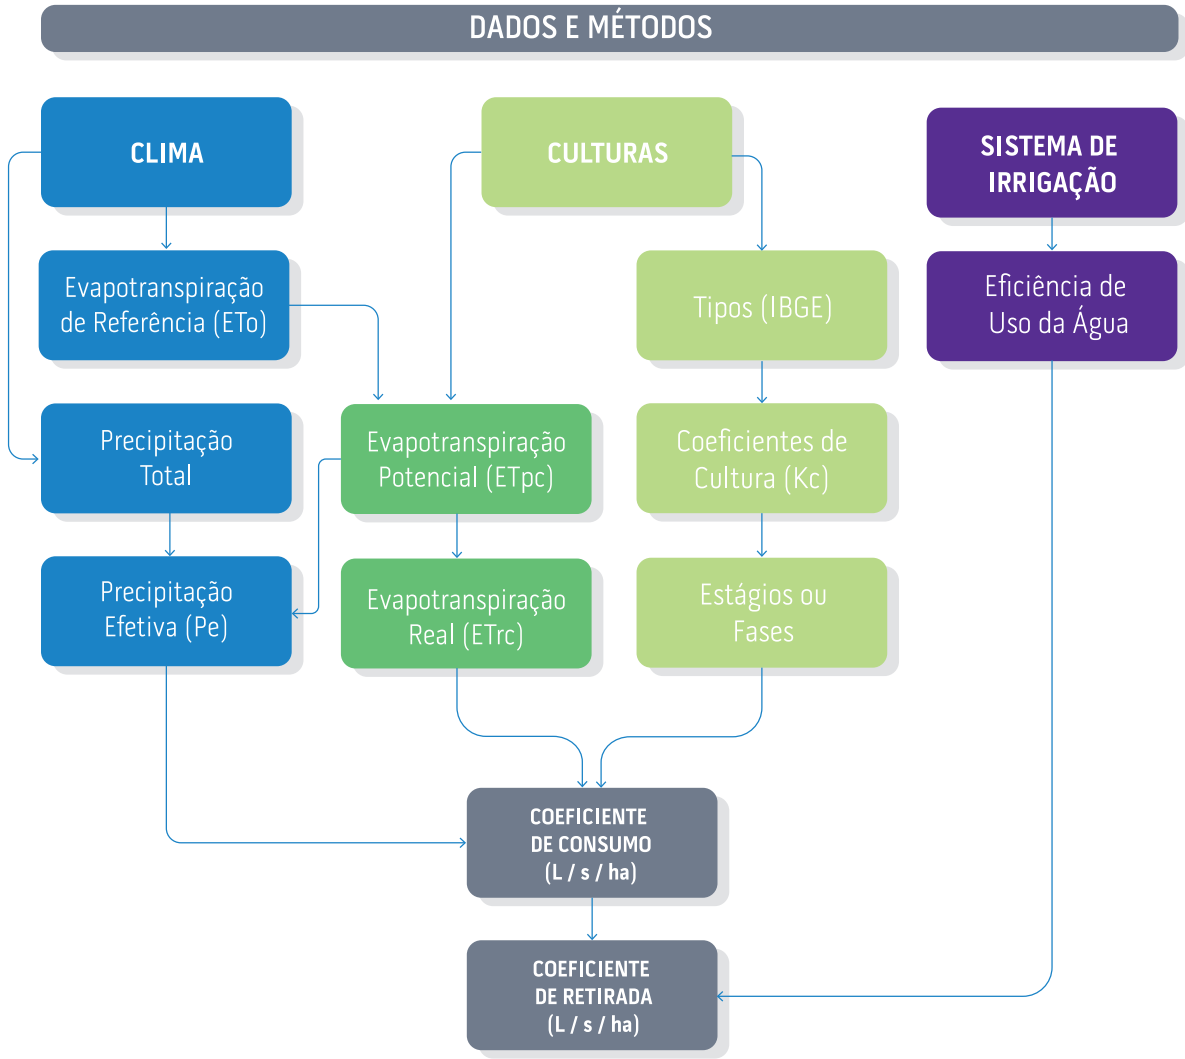 DADOS E MÉTODOS
CLIMA
CULTURAS
SISTEMA DE
IRRIGAÇÃO
Evapotranspiração
de Referência (ETo)
Tipos (IBGE)
Eficiência de
Uso da Água
Precipitação
Total
Evapotranspiração
Potencial (ETpc)
Coeficientes de
Cultura (Kc)
Precipitação
Efetiva (Pe)
Evapotranspiração
Real (ETrc)
Estágios ou
Fases
COEFICIENTE
DE CONSUMO
(L / s / ha)
COEFICIENTE
DE RETIRADA
(L / s / ha)